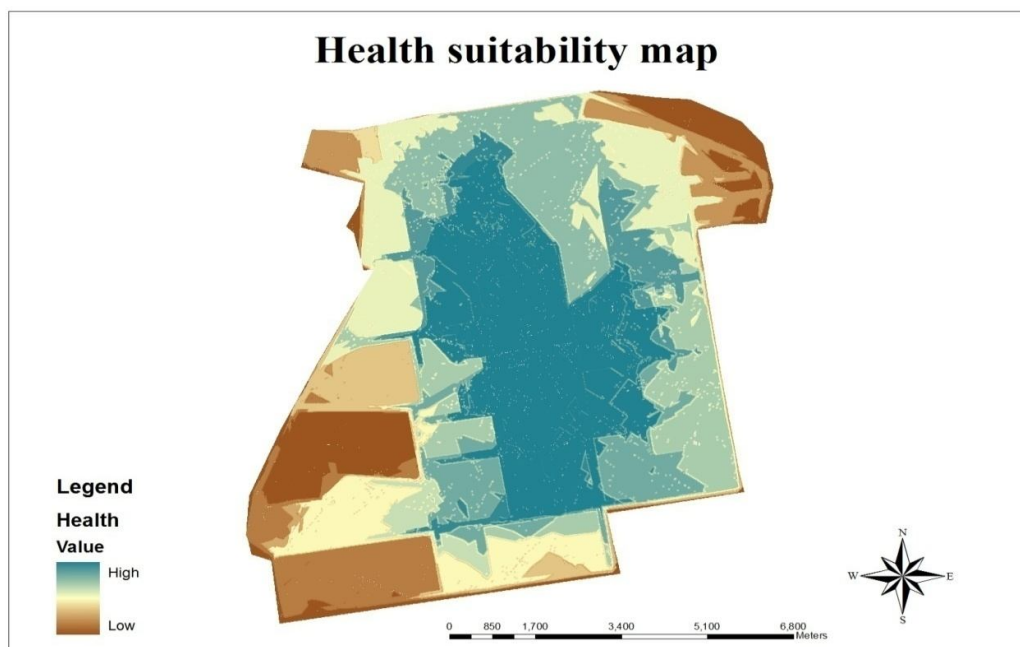 Health suitability map
Legend
Health
Value
High
Low
N
W E
S
0 850 1,700 3,400 5,100 6,800
Meters